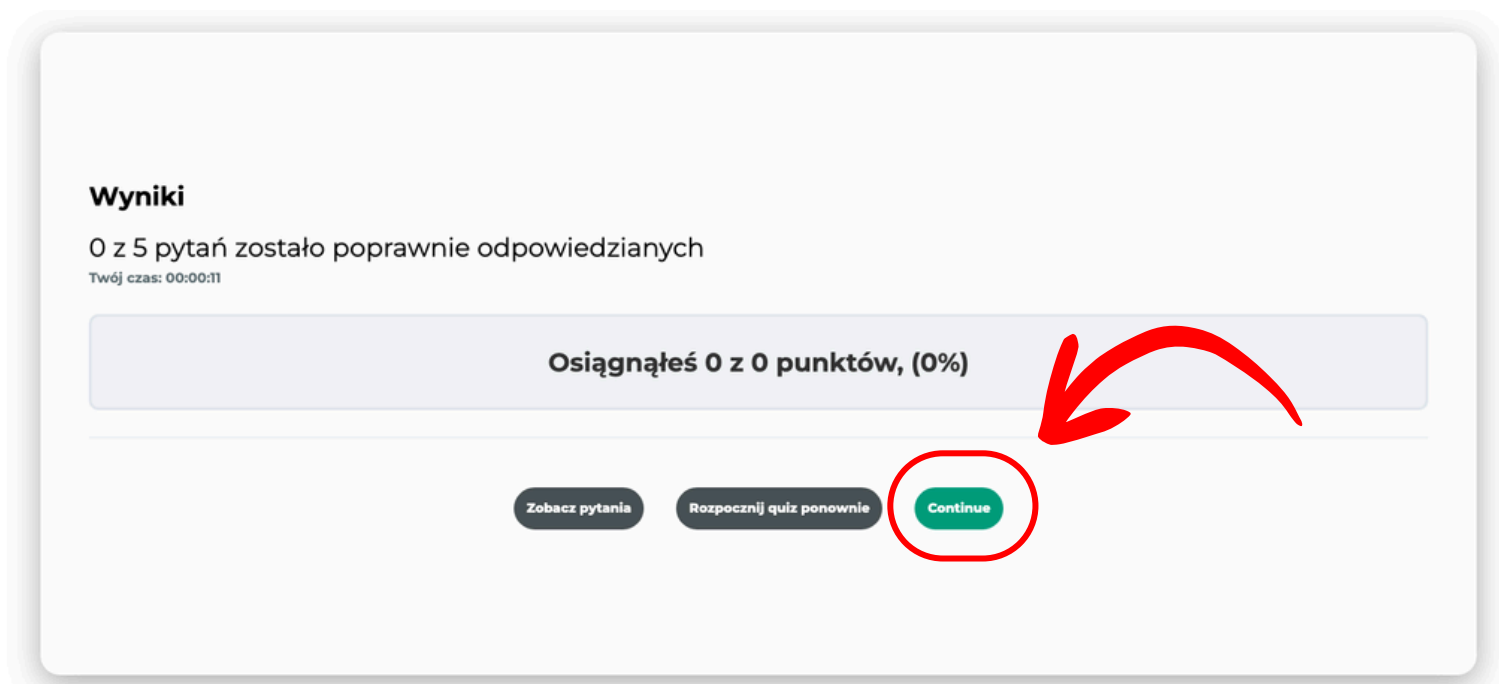 Wyniki
0 z 5 pytań zostało poprawnie odpowiedzianych
Twój czas: 00:00:11
Osiągnąłeś 0 z 0 punktów, (0%)
Zobacz pytania
Rozpocznij quiz ponownie
Continue